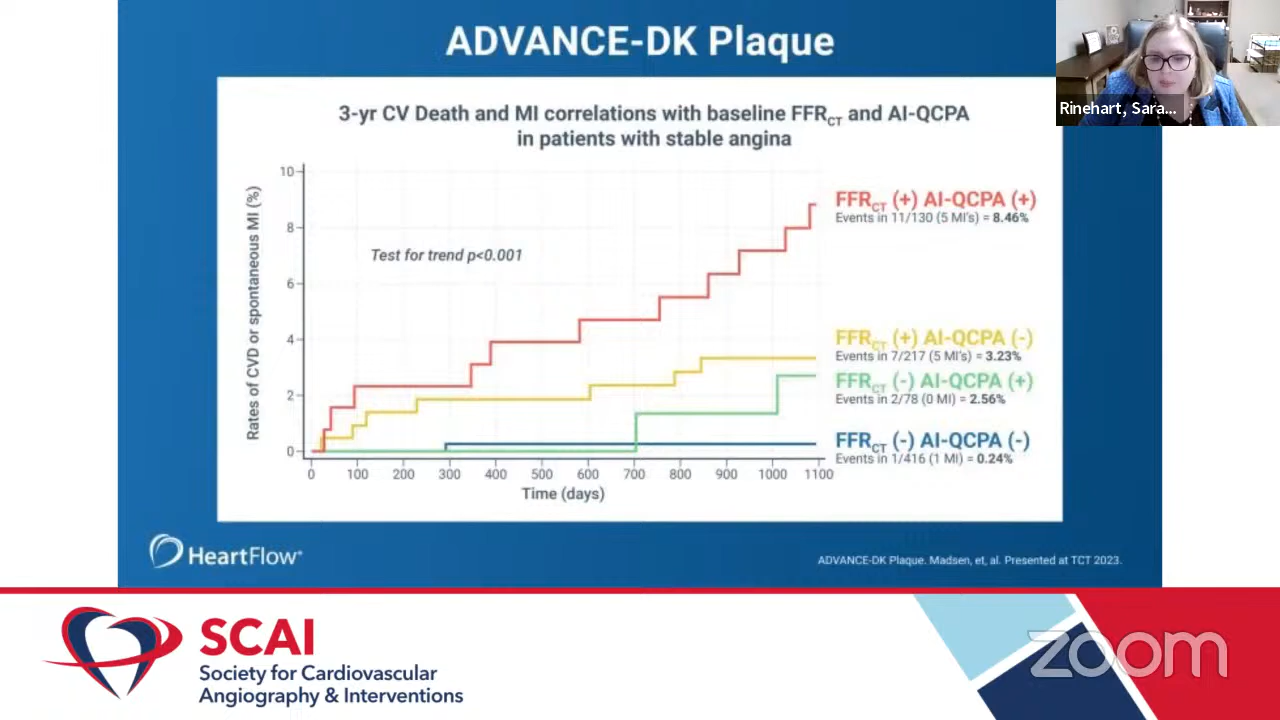 ADVANCE-DK Plaque
Rinehart, Sara...
3-yr CV Death and MI correlations with baseline FFRCT and AI-QCPA
in patients with stable angina
Rates of CVD or spontaneous MI (%)
10
8
6
4
2
0
Test for trend p<0.001
FFRCT (+) AI-QCPA (+)
Events in 11/130 (5 MI's) = 8.46%
FFRCT (+) AI-QCPA (-)
Events in 7/217 (5 MI's) = 3.23%
FFRCT (-) AI-QCPA (+)
Events in 2/78 (0 MI) = 2.56%
FFRCT (-) AI-QCPA (-)
Events in 1/416 (1 MI) = 0.24%
0 100 200 300 400 500 600 700 800 900 1000 1100
Time (days)
HeartFlow
ADVANCE-DK Plaque. Madsen, et, al. Presented at TCT 2023.
SCAI
Society for Cardiovascular
Angiography & Interventions
zoom